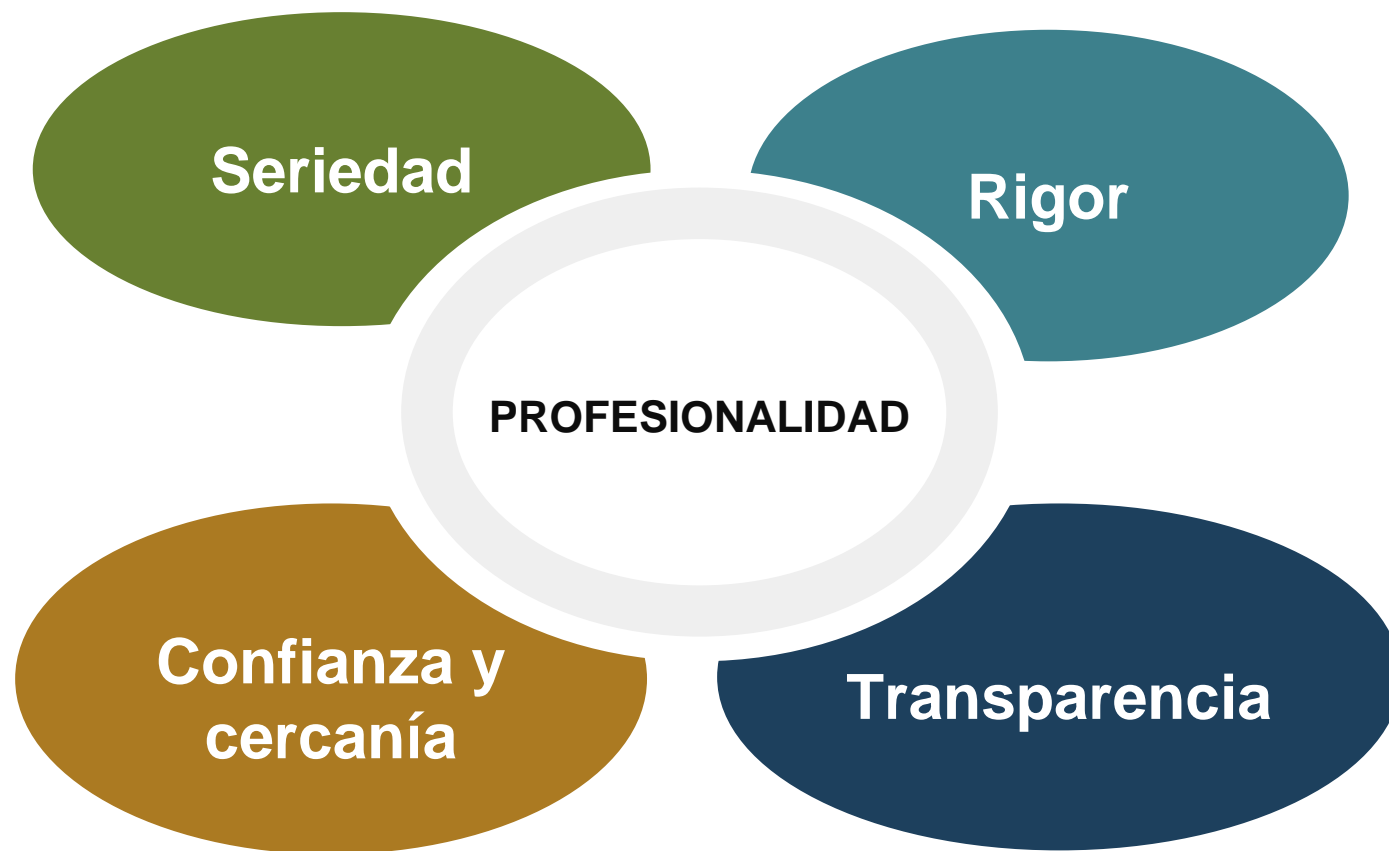 Seriedad
Rigor
PROFESIONALIDAD
Confianza y
cercanía
Transparencia